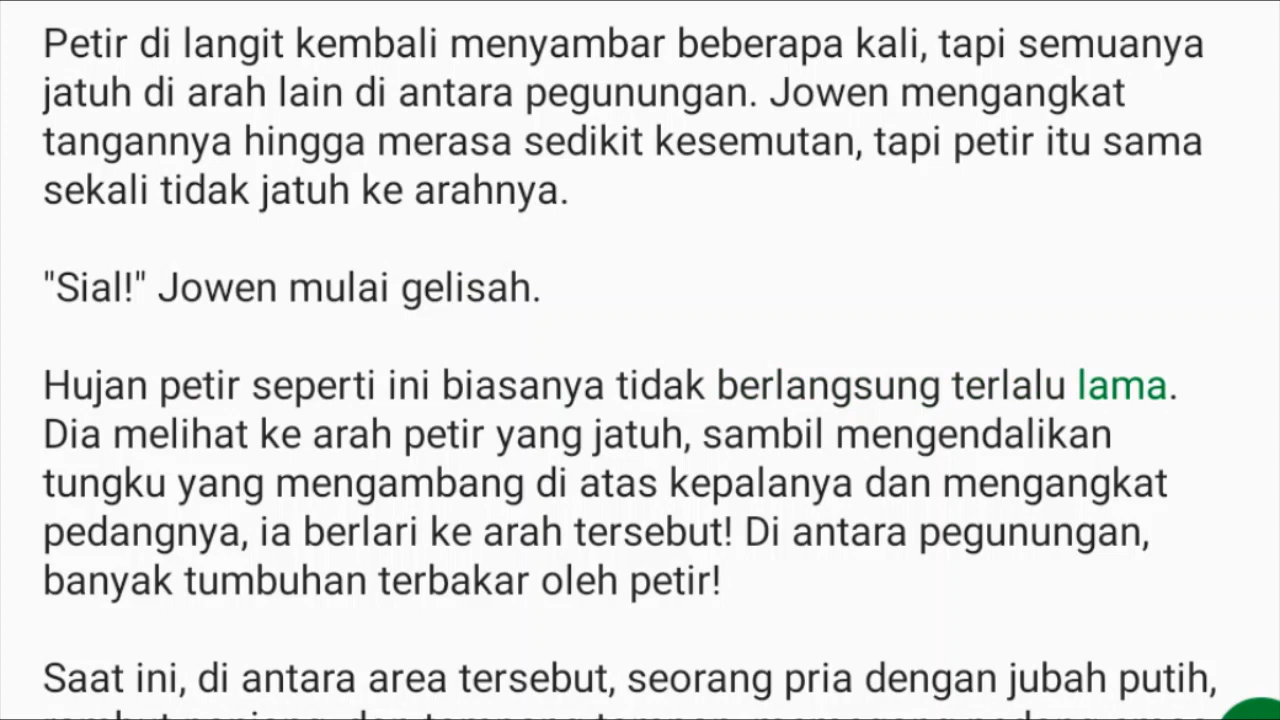 Petir di langit kembali menyambar beberapa kali, tapi semuanya
jatuh di arah lain di antara pegunungan. Jowen mengangkat
tangannya hingga merasa sedikit kesemutan, tapi petir itu sama
sekali tidak jatuh ke arahnya.
"Sial!" Jowen mulai gelisah.
Hujan petir seperti ini biasanya tidak berlangsung terlalu lama.
Dia melihat ke arah petir yang jatuh, sambil mengendalikan
tungku yang mengambang di atas kepalanya dan mengangkat
pedangnya, ia berlari ke arah tersebut! Di antara pegunungan,
banyak tumbuhan terbakar oleh petir!
Saat ini, di antara area tersebut, seorang pria dengan jubah putih,